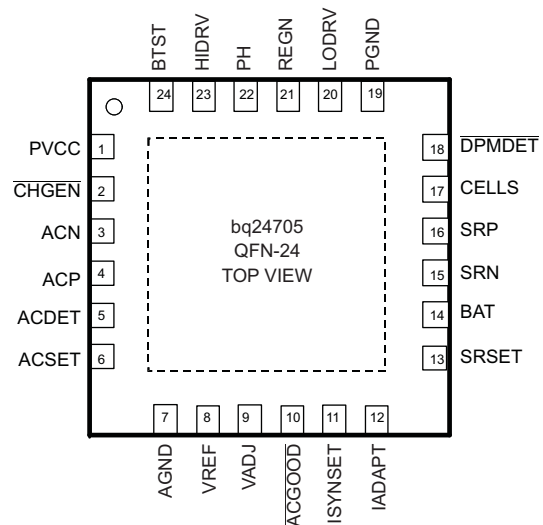 BTST
HIDRV
PH
REGN
LODRV
PGND
24
23
22
21
20
19
PVCC 1
CHGEN 2
ACN 3
ACP 4
ACDET 5
ACSET 6
bq24705
QFN-24
TOP VIEW
18 DPMDET
17 CELLS
16 SRP
15 SRN
14 BAT
13 SRSET
7
8
9
10
11
12
AGND
VREF
VADJ
ACGOOD
ISYNSET
IADAPT